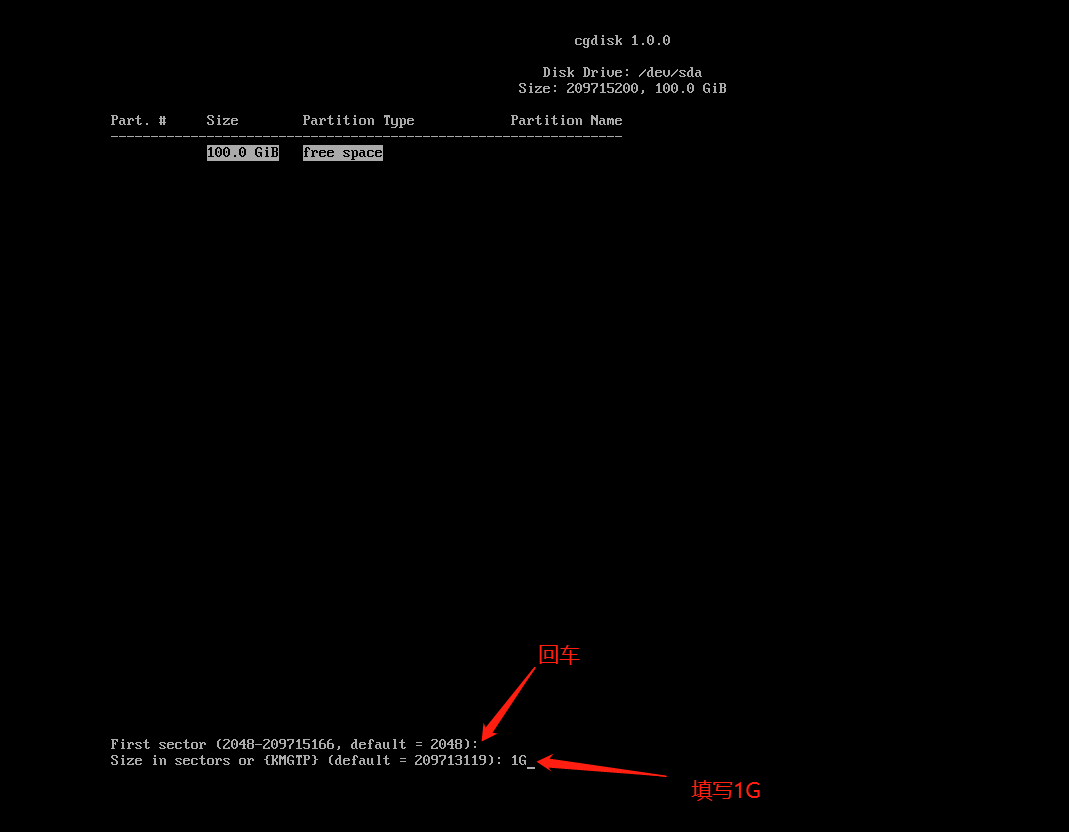 cgdisk 1.0.0
Disk Drive: /dev/sda
Size: 209715200, 100.0 GiB
Part. # Size Partition Type Partition Name
----------------------------------------------------------------
100.0 GiB free space
回车
First sector (2048-209715166, default = 2048):
Size in sectors or {KMGTP} (default = 209713119): 1G_
填写1G